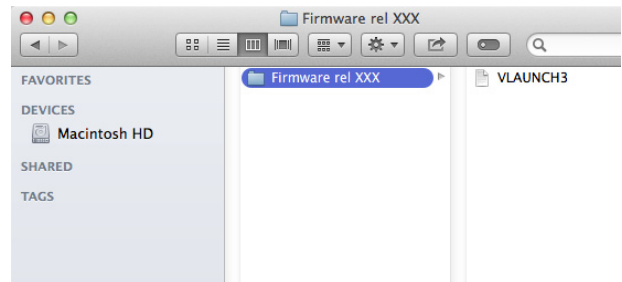 Firmware rel XXX
FAVORITES
DEVICES
Macintosh HD
SHARED
TAGS
Firmware rel XXX
VLAUNCH3